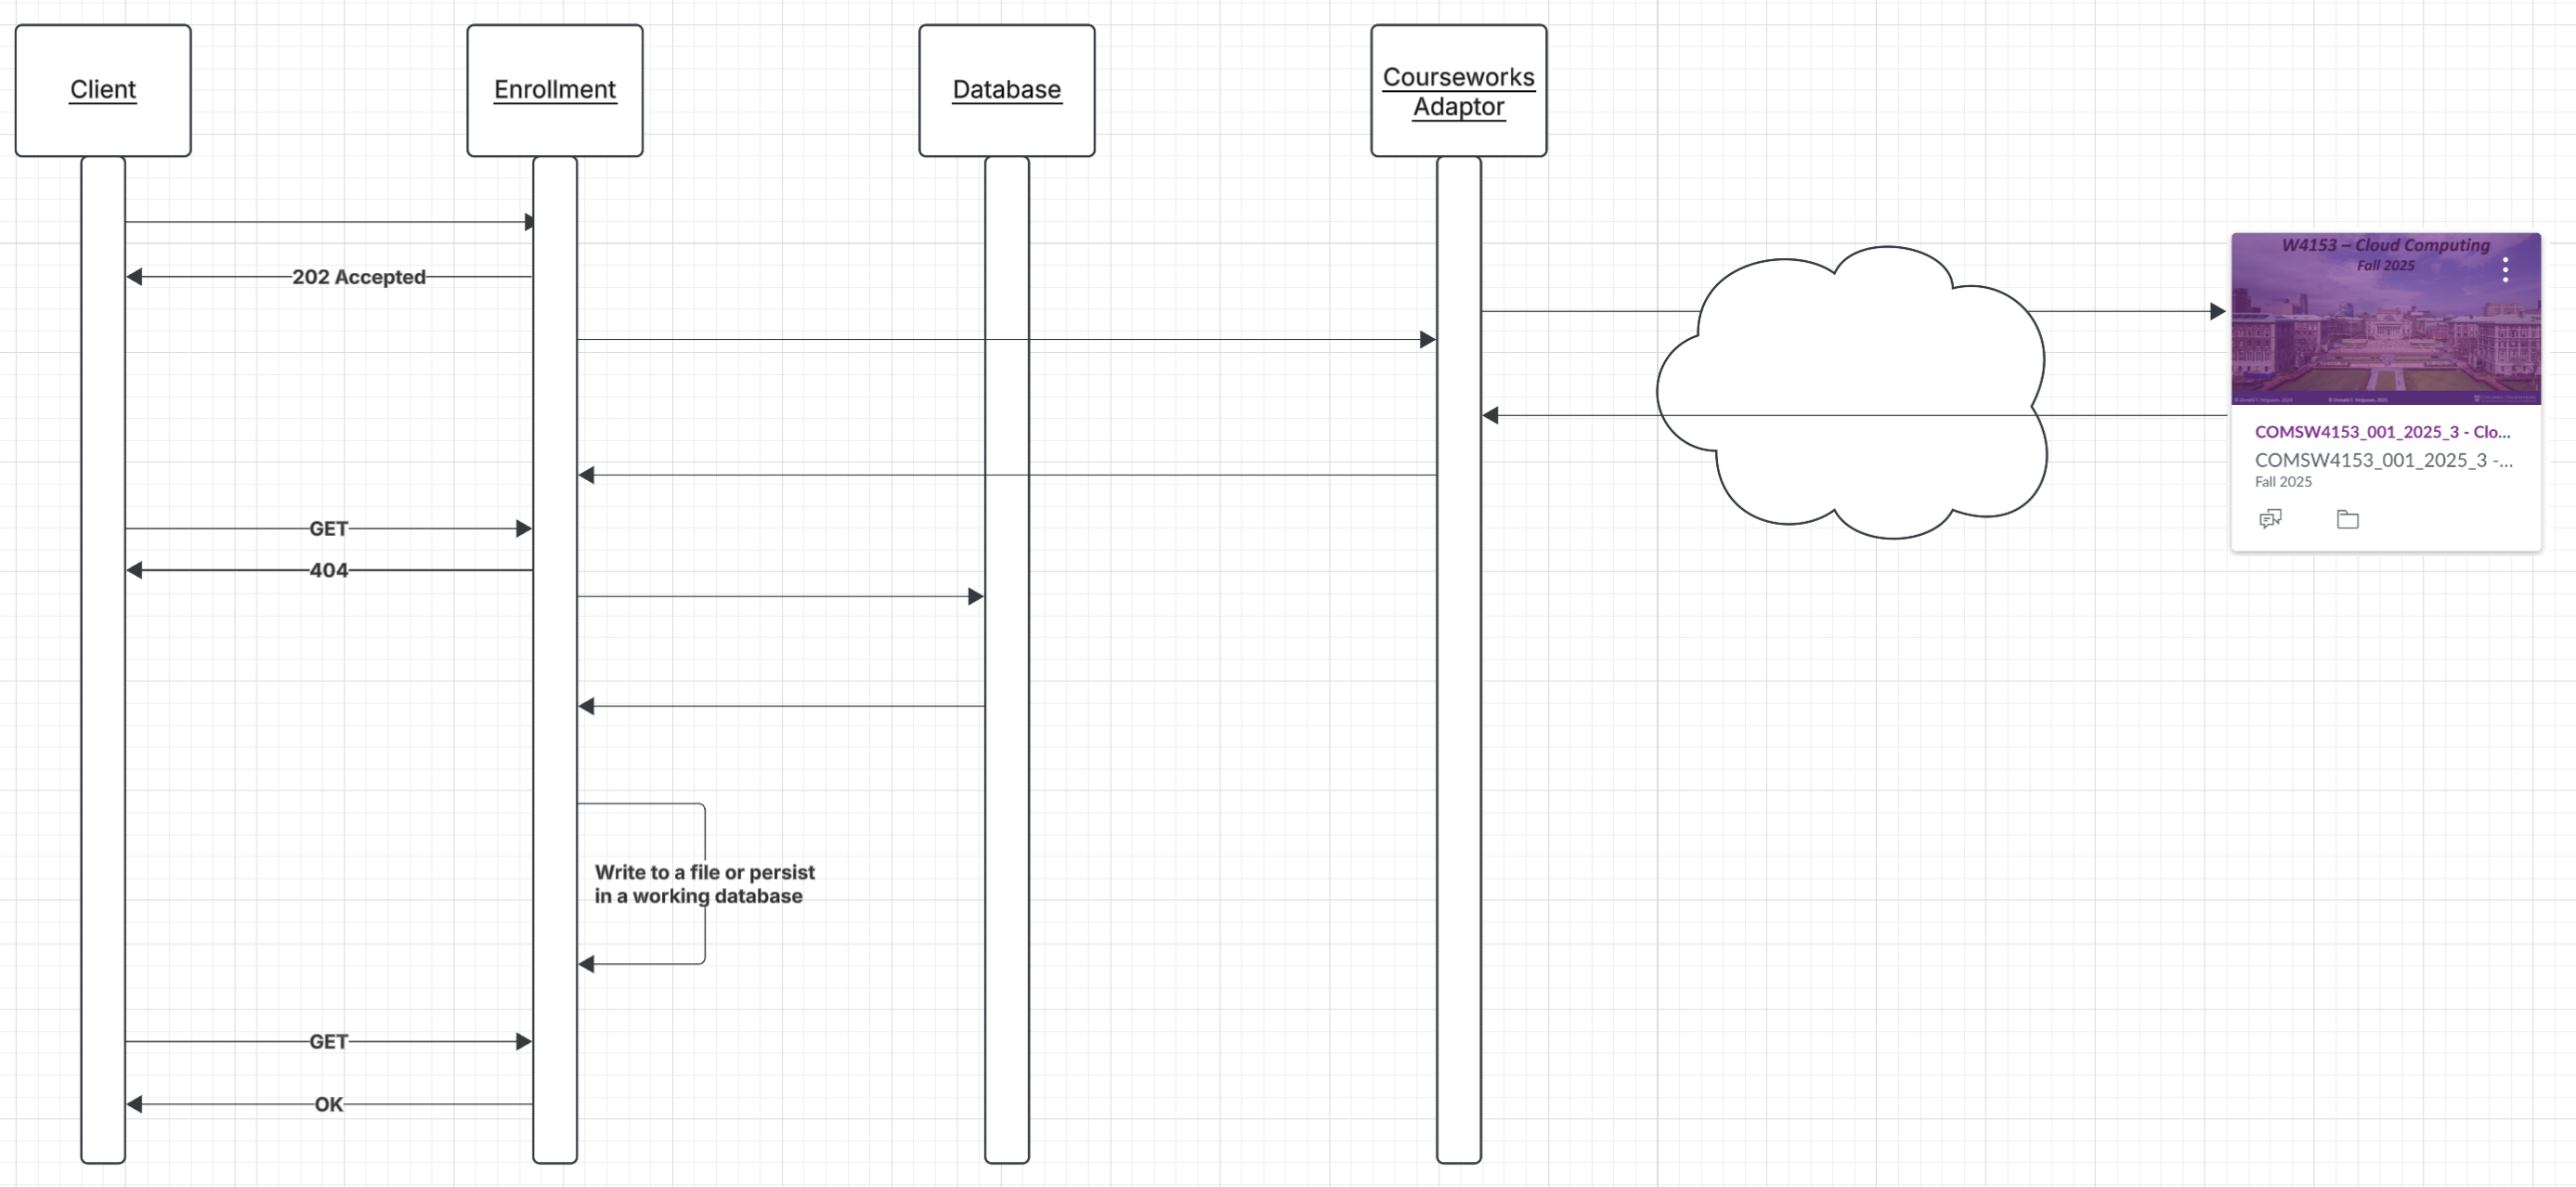 Client
Enrollment
Database
Courseworks
Adaptor
202 Accepted
W4153 – Cloud Computing
Fall 2025
COMSW4153_001_2025_3 - Clo...
COMSW4153_001_2025_3 -...
Fall 2025
GET
404
Write to a file or persist
in a working database
GET
OK